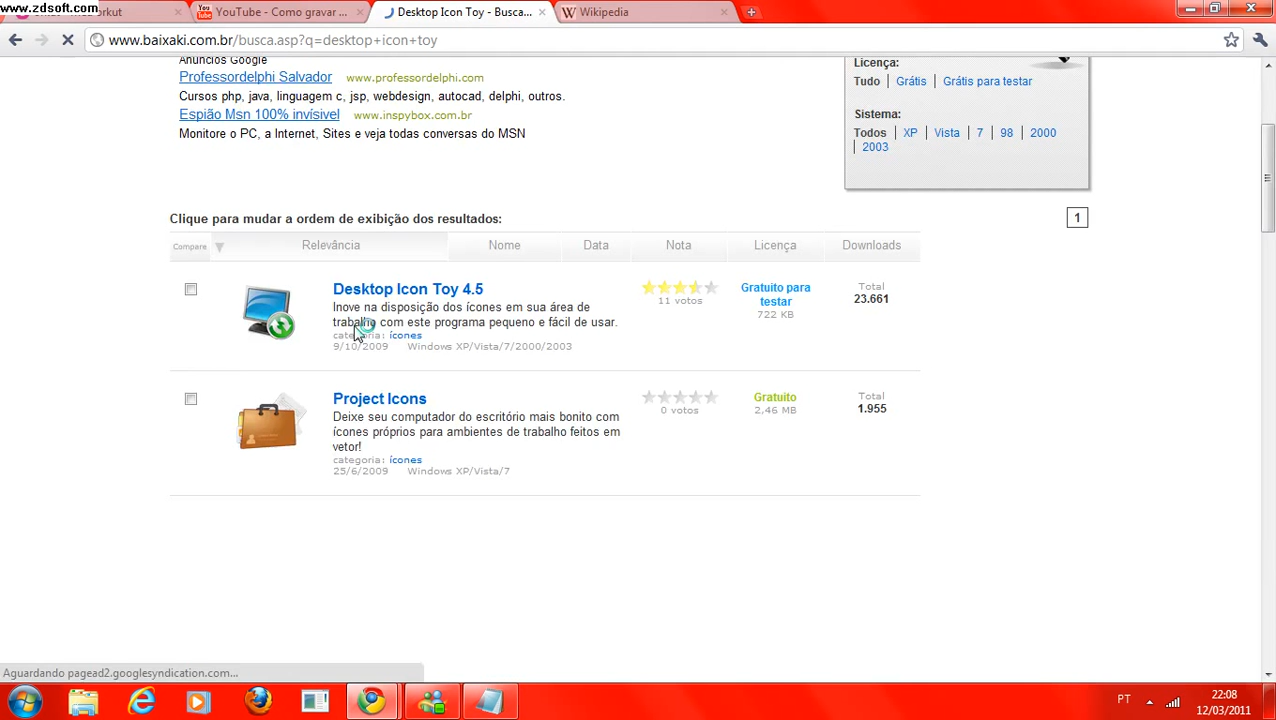 www.zdsoft.com
orkut
YouTube - Como gravar ...
Desktop Icon Toy - Busca...
Wikipedia
www.baixaki.com.br/busca.asp?q=desktop+icon+toy
Anúncios Google
Professordelphi Salvador www.professordelphi.com
Cursos php, java, linguagem c, jsp, webdesign, autocad, delphi, outros.
Espião Msn 100% invísivel www.inspybox.com.br
Monitore o PC, a Internet, Sites e veja todas conversas do MSN
Licença:
Tudo | Grátis | Grátis para testar
Sistema:
Todos | XP | Vista | 7 | 98 | 2000
| 2003
Clique para mudar a ordem de exibição dos resultados:
1
Compare Relevância Nome Data Nota Licença Downloads
Desktop Icon Toy 4.5
Inove na disposição dos ícones em sua área de
trabalho com este programa pequeno e fácil de usar.
categoria: ícones
9/10/2009 Windows XP/Vista/7/2000/2003
11 votos
Gratuito para
testar
722 KB
Total
23.661
Project Icons
Deixe seu computador do escritório mais bonito com
ícones próprios para ambientes de trabalho feitos em
vetor!
categoria: ícones
25/6/2009 Windows XP/Vista/7
0 votos
Gratuito
2,46 MB
Total
1.955
Aguardando pagead2.googlesyndication.com...
PT
22:08
12/03/2011